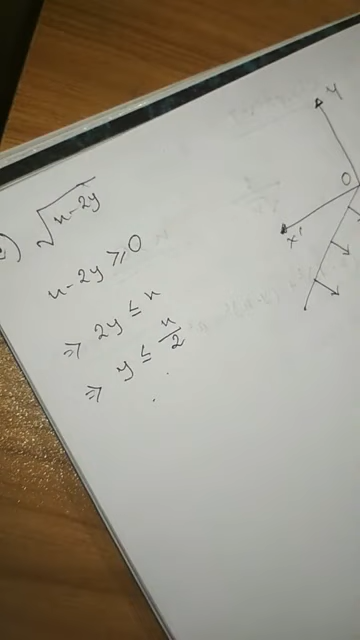 √x-2y
x-2y ≥ 0
⇒ 2y ≤ x
⇒ y ≤ x/2
y
O
x'